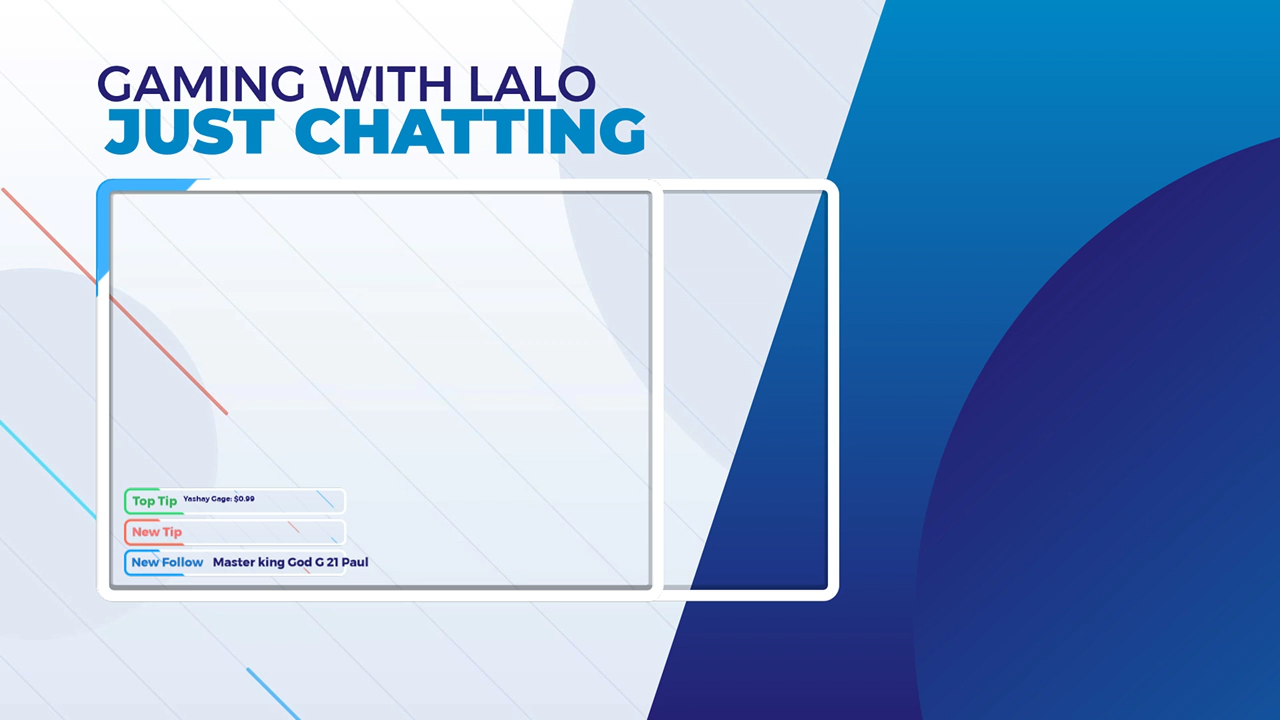 GAMING WITH LALO
JUST CHATTING
Top Tip Yashay Gage: $0.99
New Tip
New Follow Master king God G 21 Paul